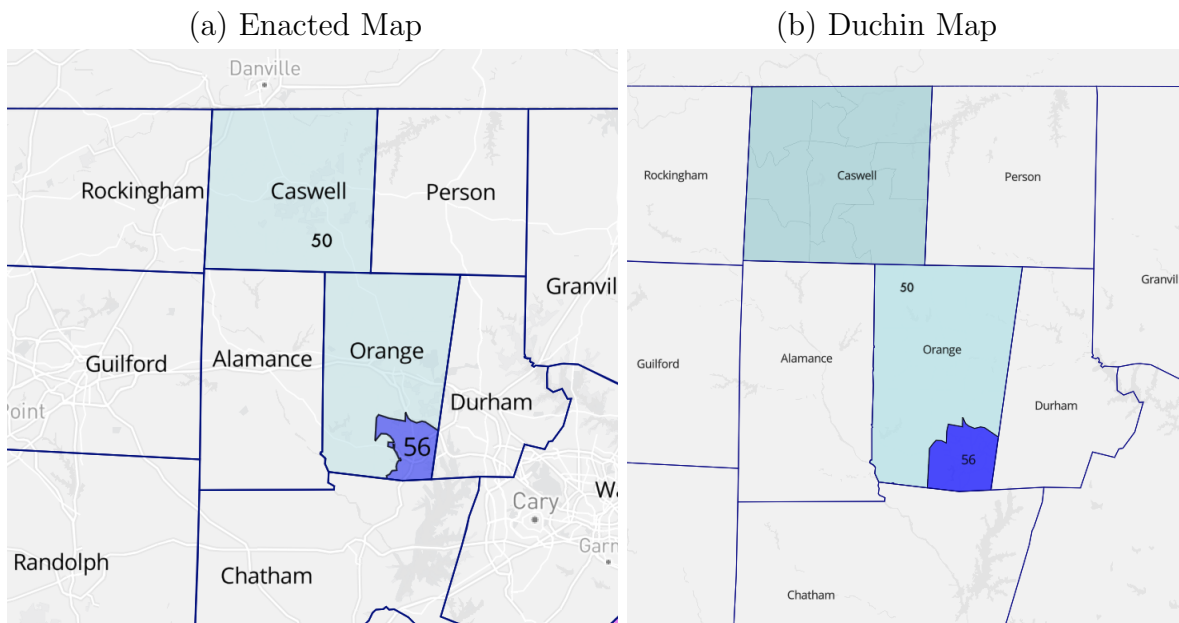 (a) Enacted Map
Danville
Rockingham
Caswell
Person
50
Granvil
Guilford
Alamance
Orange
Durham
Point
56
Cary
Wa
Garn
Randolph
Chatham
(b) Duchin Map
Rockingham
Caswell
Person
50
Granvil
Guilford
Alamance
Orange
Durham
56
Chatham